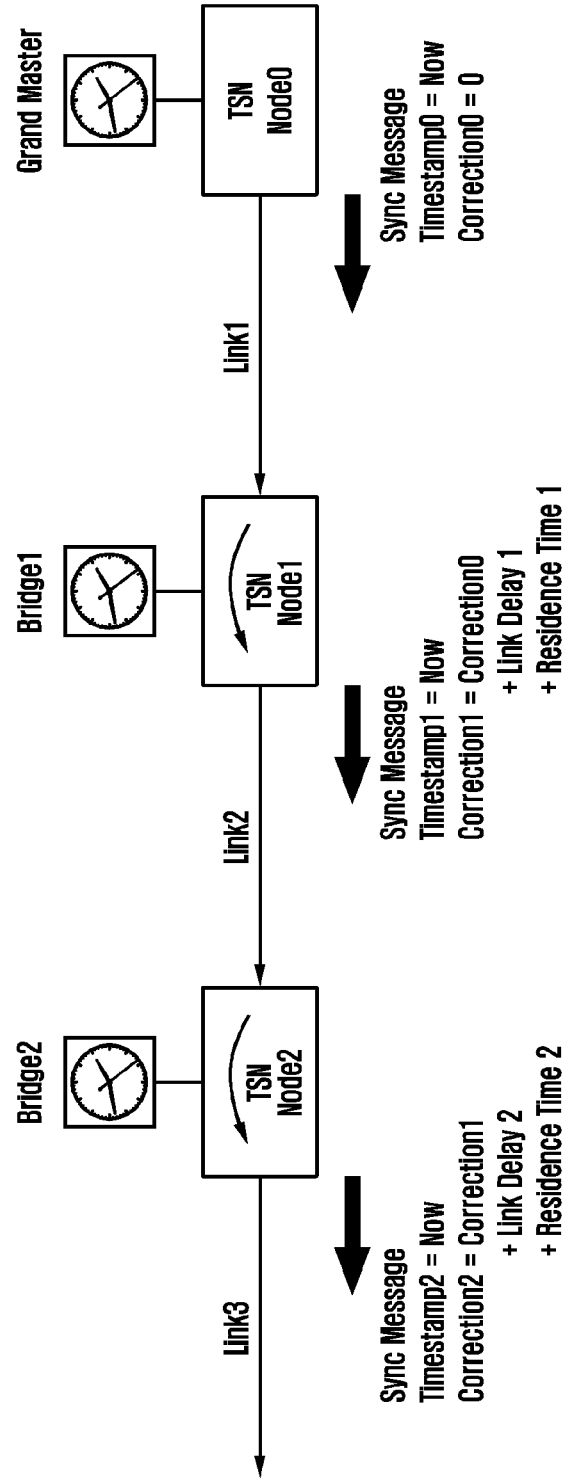 Bridge2
Bridge1
Grand Master
Link3
TSN
Node2
Link2
TSN
Node1
Link1
TSN
Node0
Sync Message
Timestamp2 = Now
Correction2 = Correction1
+ Link Delay 2
+ Residence Time 2
Sync Message
Timestamp1 = Now
Correction1 = Correction0
+ Link Delay 1
+ Residence Time 1
Sync Message
Timestamp0 = Now
Correction0 = 0